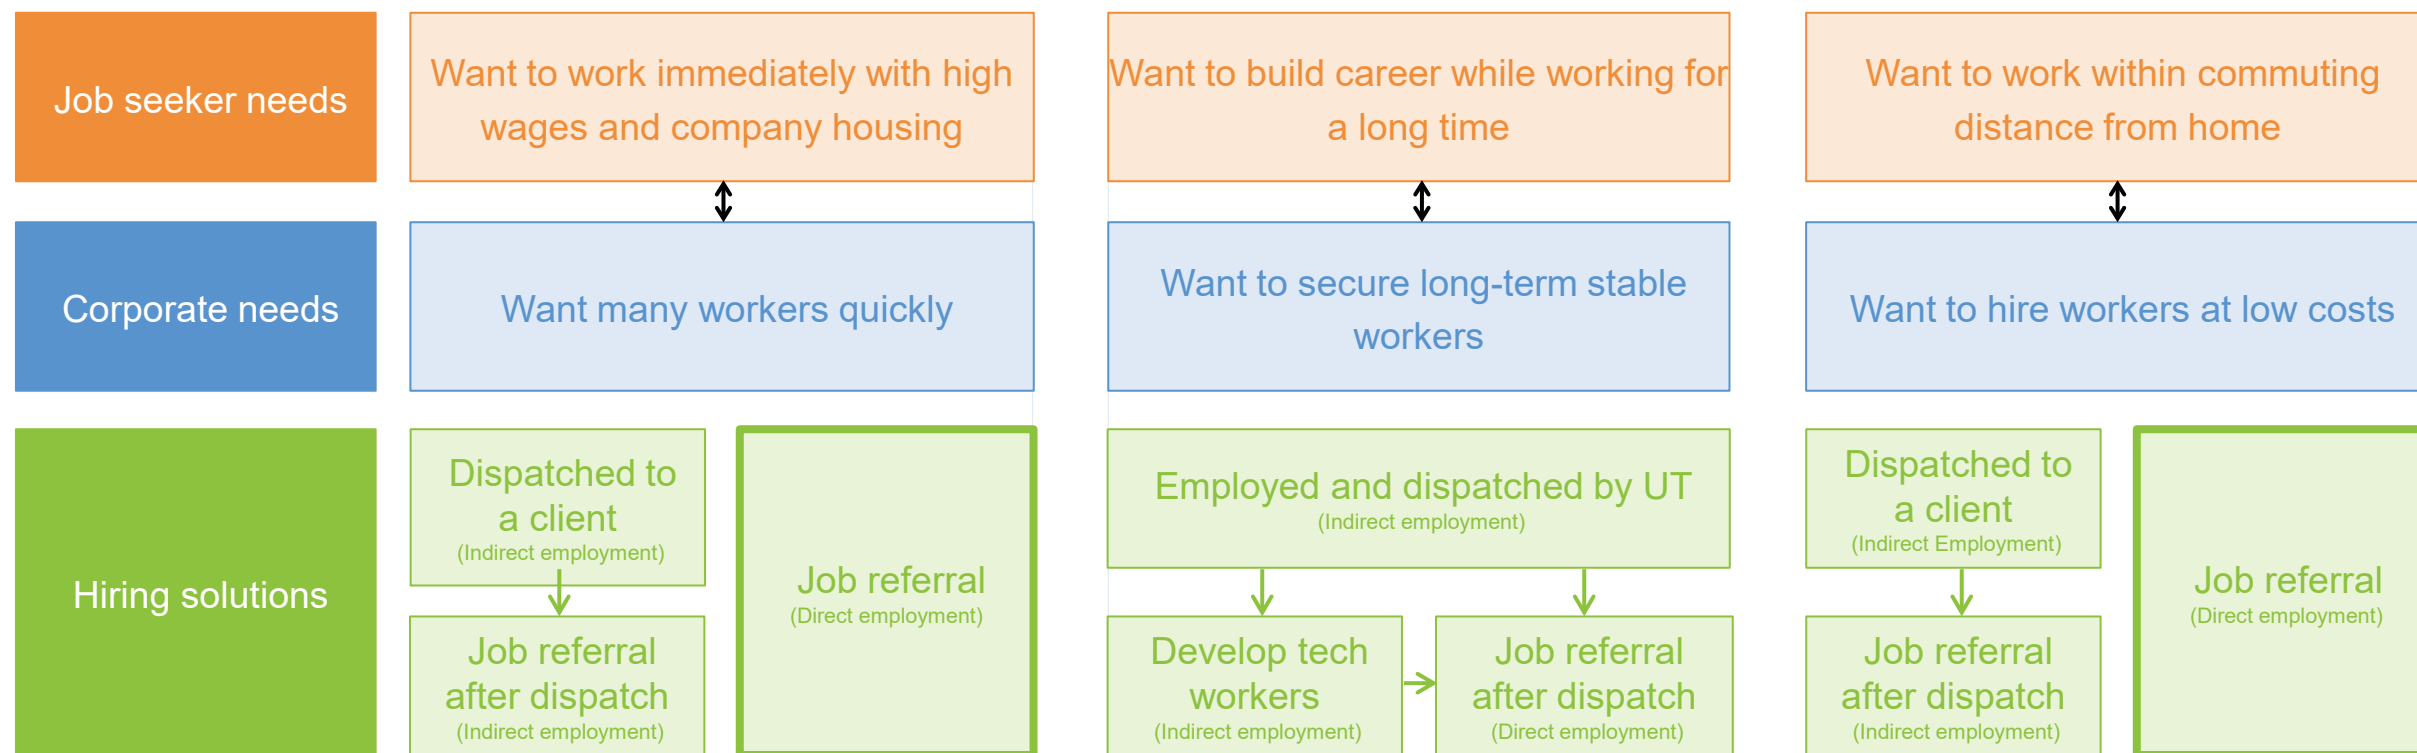 Job seeker needs
Want to work immediately with high
wages and company housing
Want to build career while working for
a long time
Want to work within commuting
distance from home
Corporate needs
Want many workers quickly
Want to secure long-term stable
workers
Want to hire workers at low costs
Hiring solutions
Dispatched to
a client
(Indirect employment)
Job referral
after dispatch
(Indirect employment)
Job referral
(Direct employment)
Employed and dispatched by UT
(Indirect employment)
Develop tech
workers
(Indirect employment)
Job referral
after dispatch
(Direct employment)
Dispatched to
a client
(Indirect Employment)
Job referral
after dispatch
(Indirect employment)
Job referral
(Direct employment)